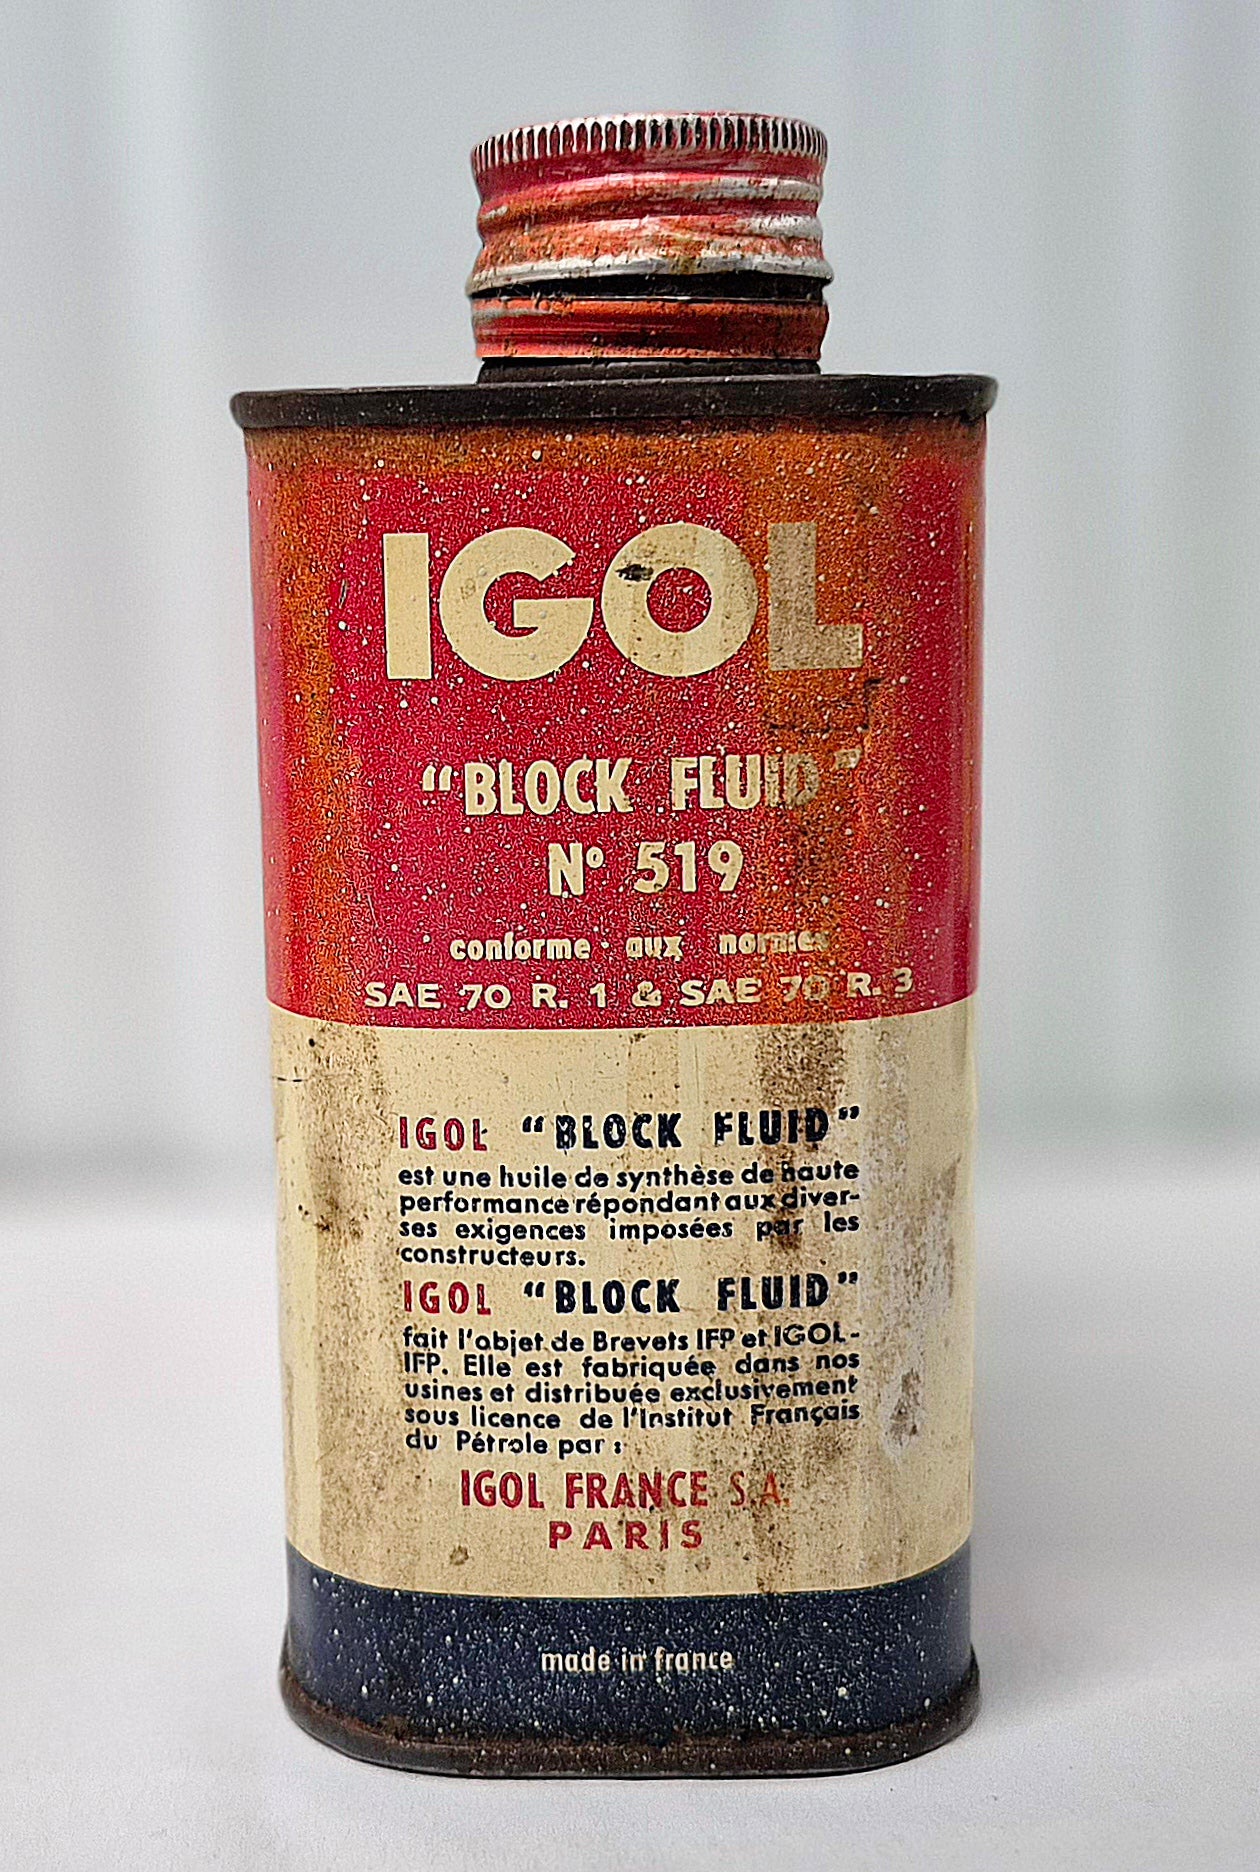 IGOL
"BLOCK FLUID"
Nº 519
conforme aux normes
SAE 70 R. 1 & SAE 70 R. 3
IGOL "BLOCK FLUID"
est une huile de synthèse de haute
performance répondant aux diver-
ses exigences imposées par les
constructeurs.
IGOL "BLOCK FLUID"
fait l'objet de Brevets IFP et IGOL-
IFP. Elle est fabriquée dans nos
usines et distribuée exclusivement
sous licence de l'Institut Français
du Pétrole par :
IGOL FRANCE S.A.
PARIS
made in france